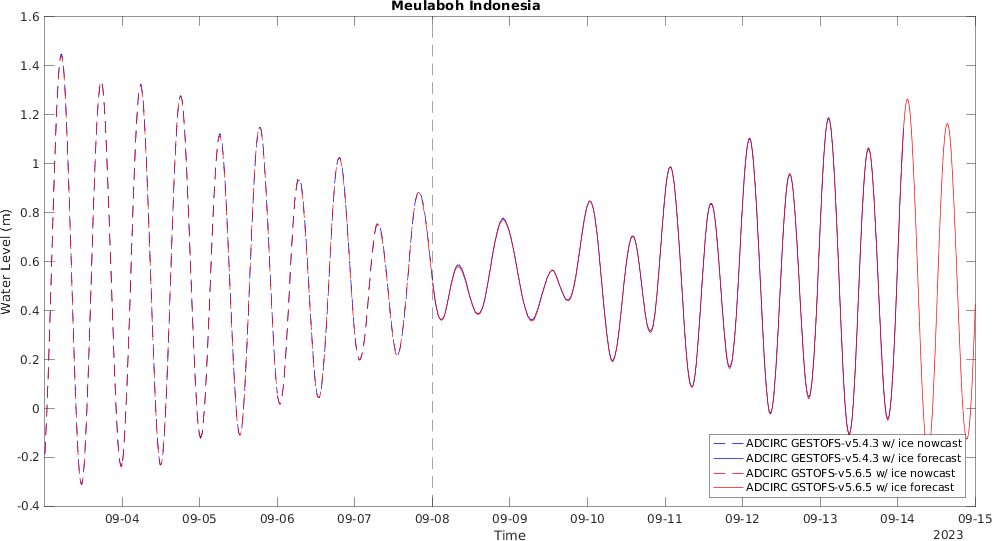 Meulaboh Indonesia
1.6
1.4
1.2
1
0.8
0.6
0.4
0.2
0
-0.2
-0.4
Water Level (m)
ADCIRC GESTOFS-v5.4.3 w/ ice nowcast
ADCIRC GESTOFS-v5.4.3 w/ ice forecast
ADCIRC GSTOFS-v5.6.5 w/ ice nowcast
ADCIRC GSTOFS-v5.6.5 w/ ice forecast
09-04 09-05 09-06 09-07 09-08 09-09 09-10 09-11 09-12 09-13 09-14 09-15
Time
2023